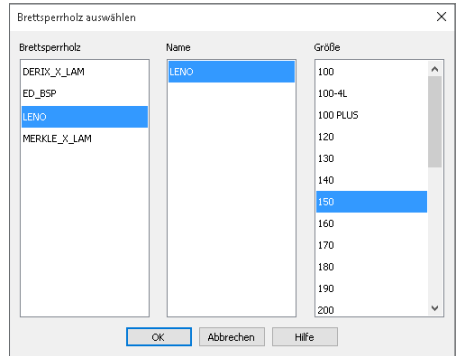 Brettsperrholz auswählen
Brettsperrholz
DERIX_X_LAM
ED_BSP
LENO
MERKLE_X_LAM
Name
LENO
Größe
100
100-4L
100 PLUS
120
130
140
150
160
170
180
190
200
OK
Abbrechen
Hilfe